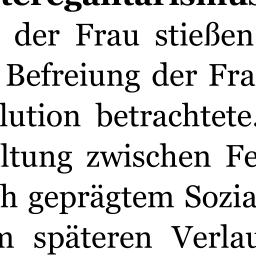 der Frau stießen
Befreiung der Fra
lution betrachtete.
ltung zwischen Fe
h geprägtem Sozia
m späteren Verlau